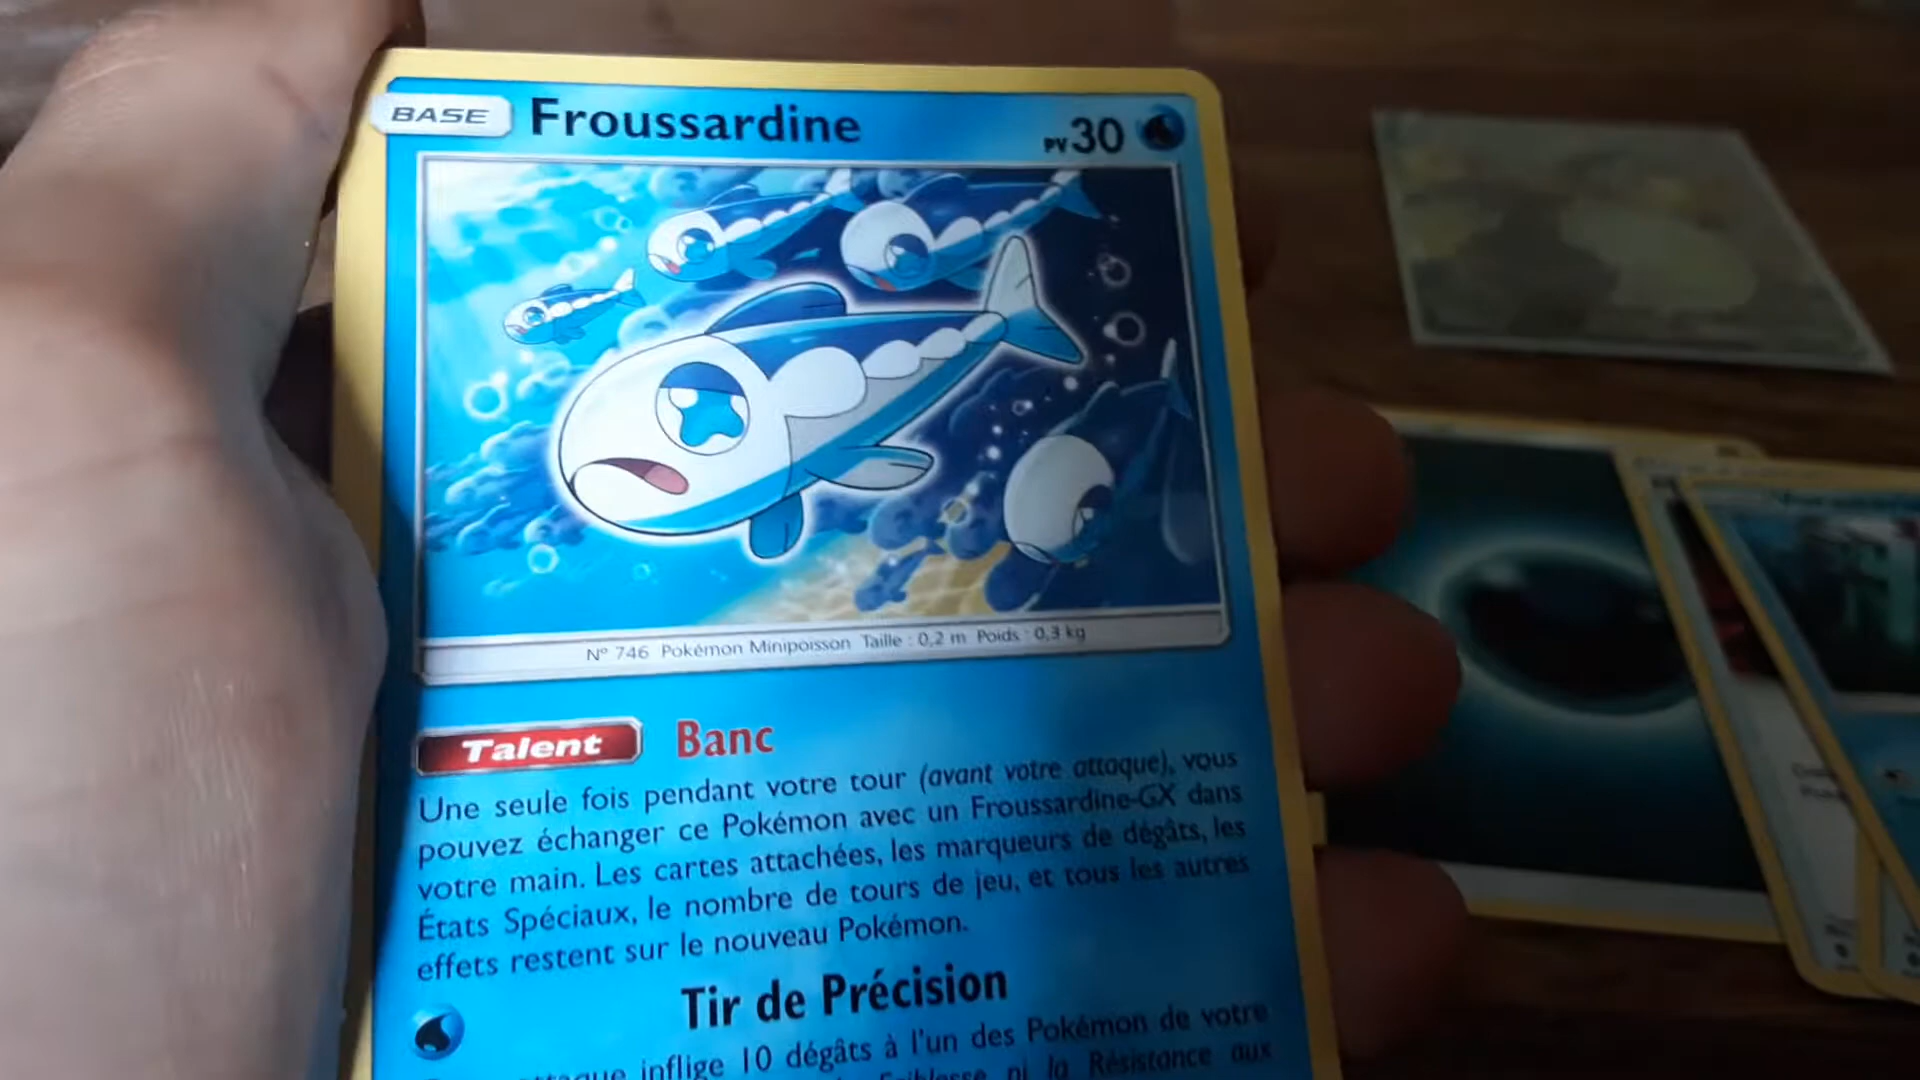 BASE Froussardine PV30
N° 746 Pokémon Minipoisson Taille : 0,2 m Poids : 0,3 kg
Talent Banc
Une seule fois pendant votre tour (avant votre attaque), vous
pouvez échanger ce Pokémon avec un Froussardine-GX dans
votre main. Les cartes attachées, les marqueurs de dégâts, les
États Spéciaux, le nombre de tours de jeu, et tous les autres
effets restent sur le nouveau Pokémon.
Tir de Précision
inflige 10 dégâts à l'un des Pokémon de votre
ni la Résistance aux